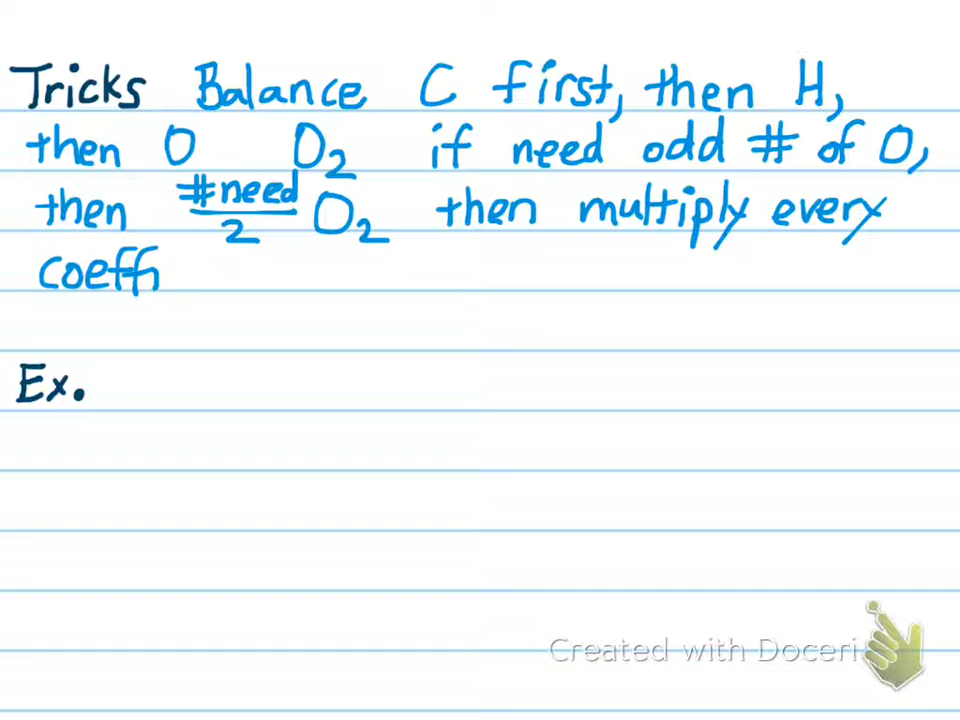 Tricks Balance C first, then H,
then O O2 if need odd # of O,
then #need/2 O2 then multiply every
coeff
Ex.
Created with Doceri